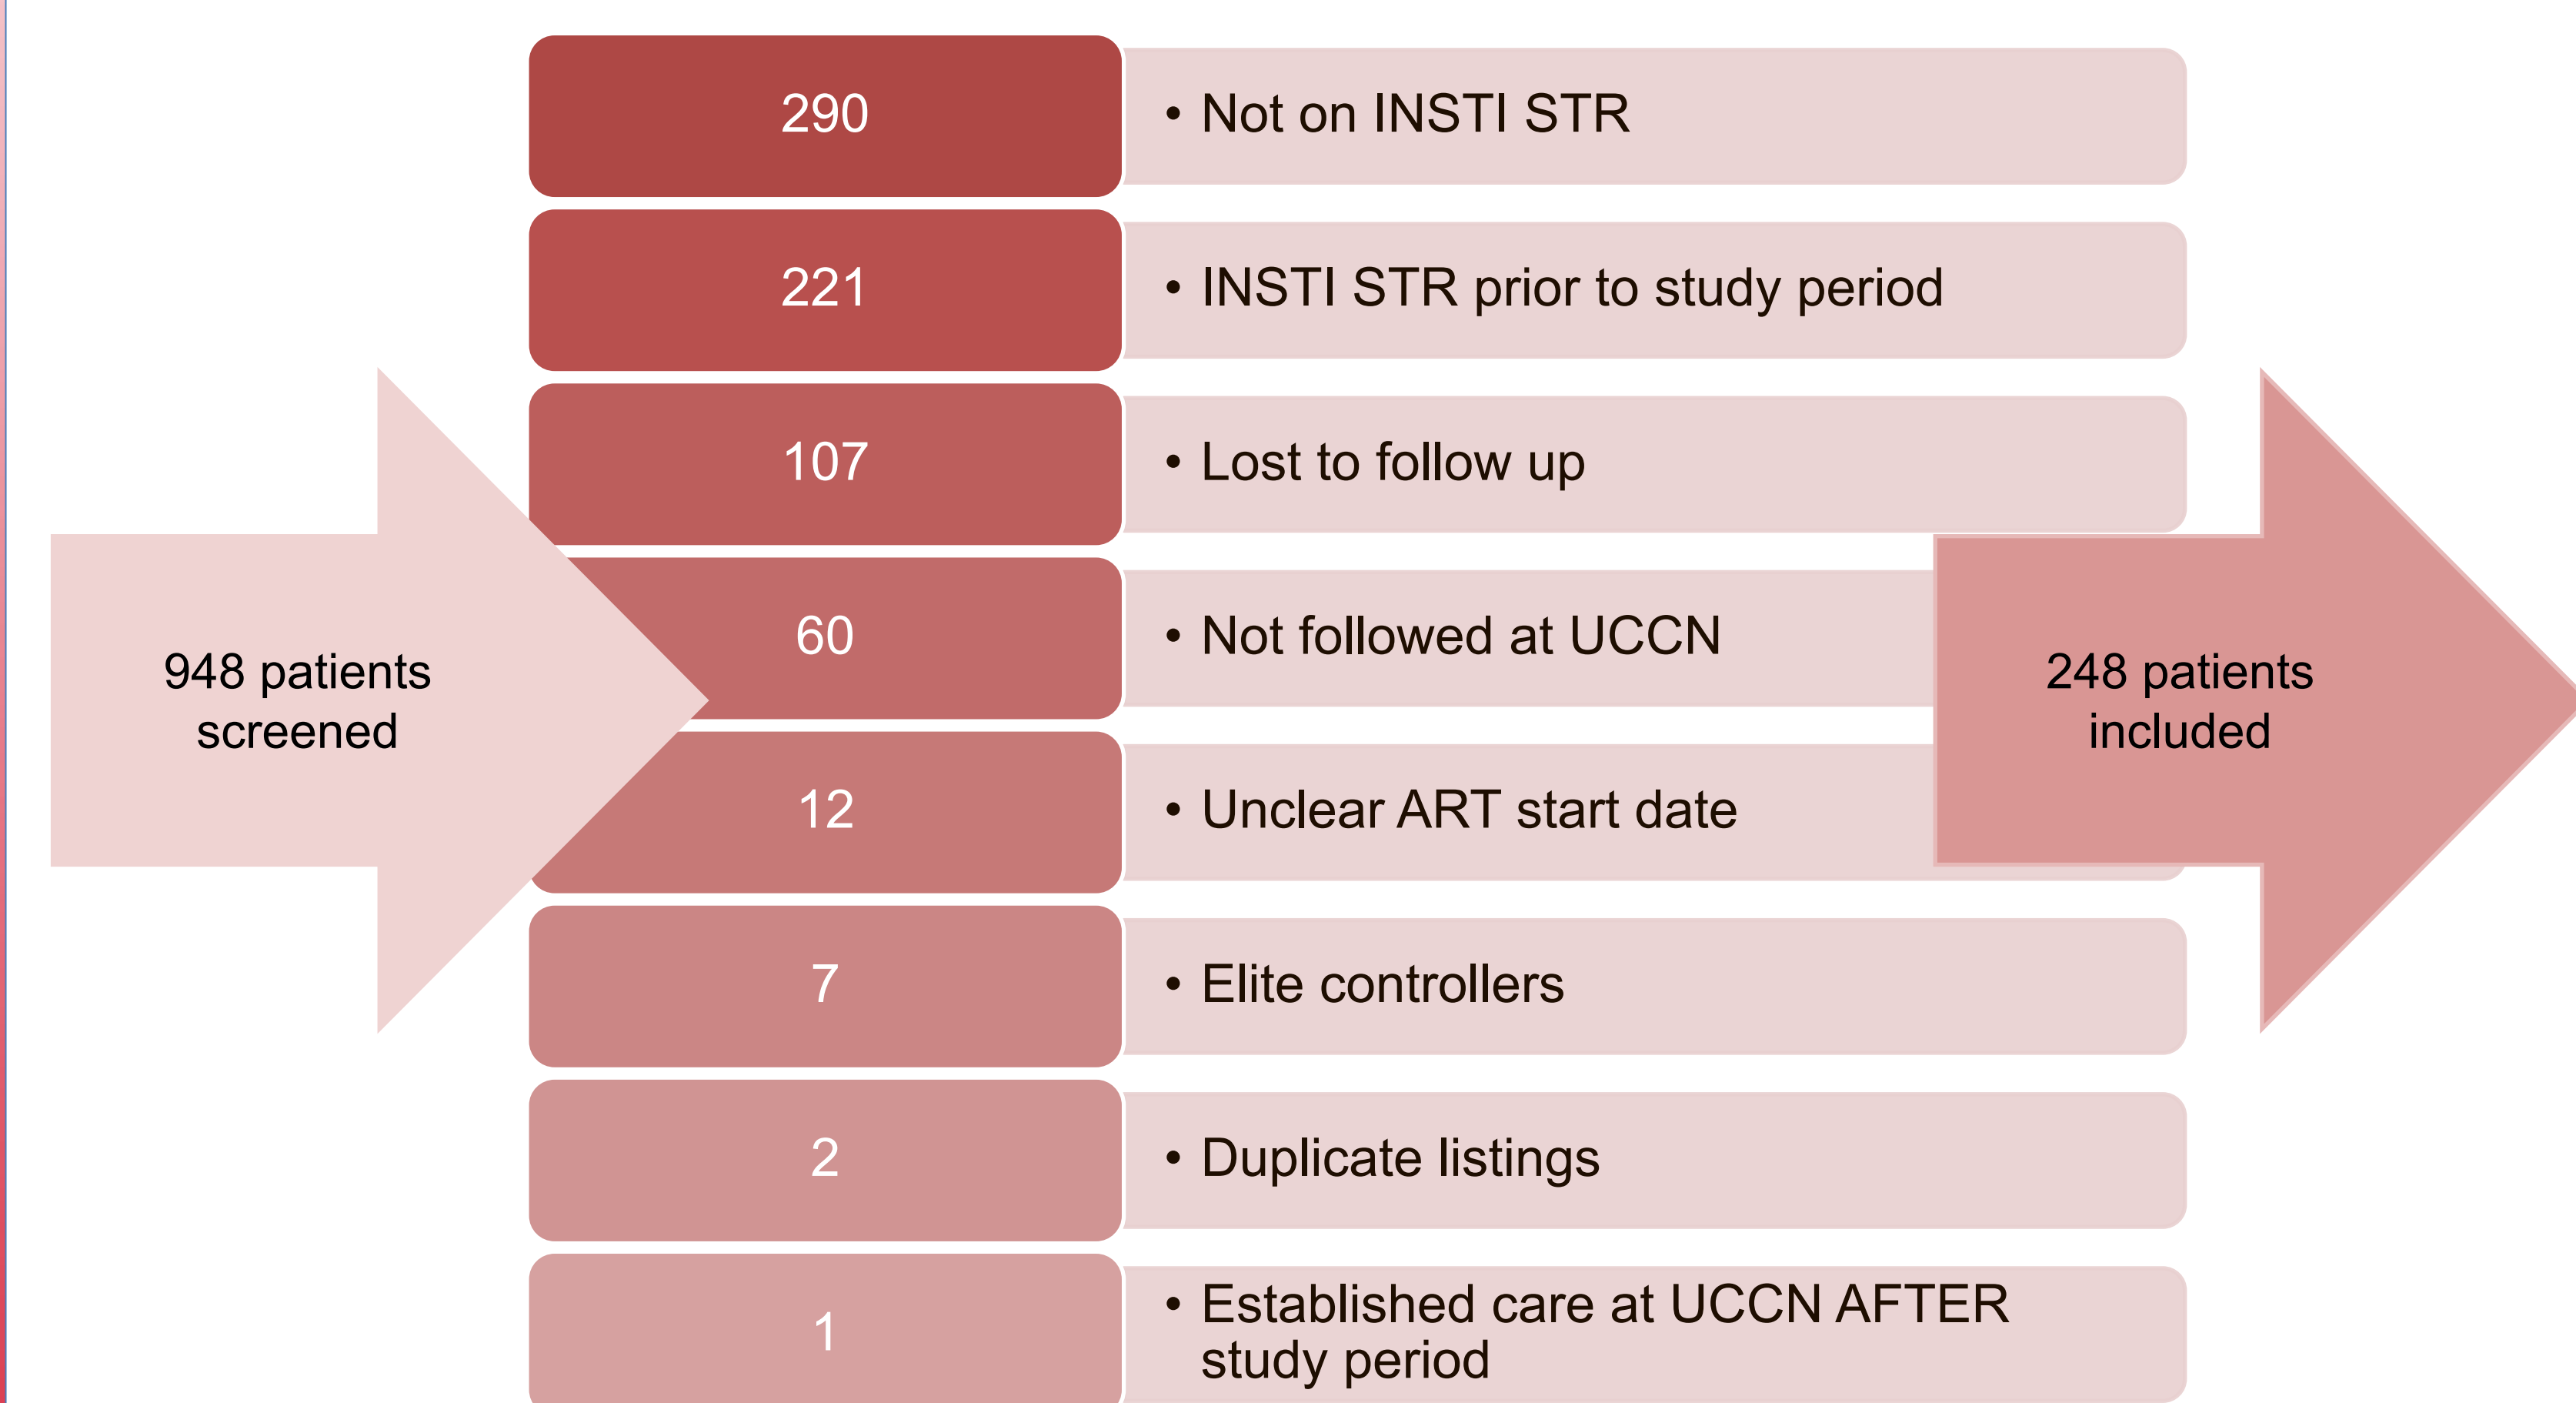 290
• Not on INSTI STR
221
• INSTI STR prior to study period
107
• Lost to follow up
948 patients
screened
60
• Not followed at UCCN
12
• Unclear ART start date
248 patients
included
7
• Elite controllers
2
• Duplicate listings
1
• Established care at UCCN AFTER
study period